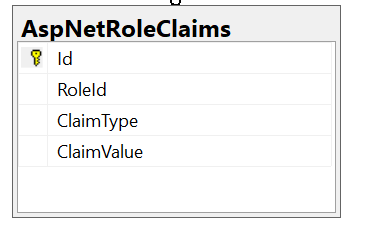 AspNetRoleClaims
Id
RoleId
ClaimType
ClaimValue